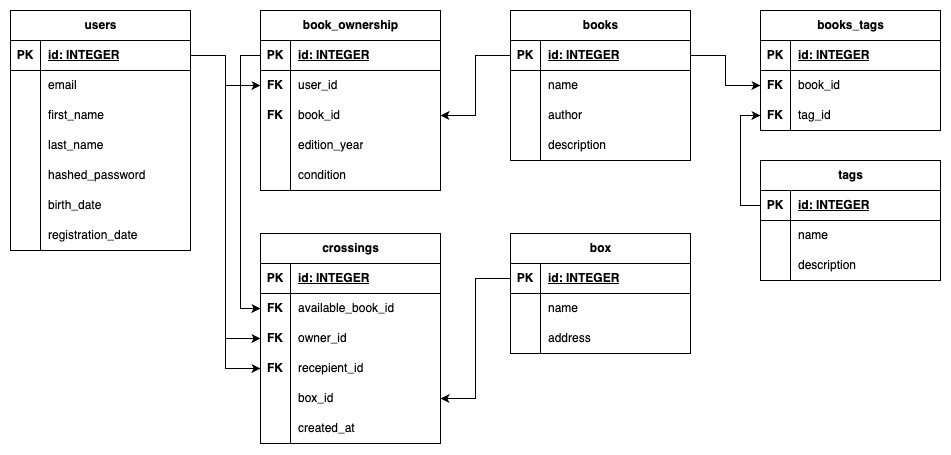 users
PK id: INTEGER
email
first_name
last_name
hashed_password
birth_date
registration_date
book_ownership
PK id: INTEGER
FK user_id
FK book_id
edition_year
condition
books
PK id: INTEGER
name
author
description
books_tags
PK id: INTEGER
FK book_id
FK tag_id
tags
PK id: INTEGER
name
description
crossings
PK id: INTEGER
FK available_book_id
FK owner_id
FK recepient_id
box_id
created_at
box
PK id: INTEGER
name
address